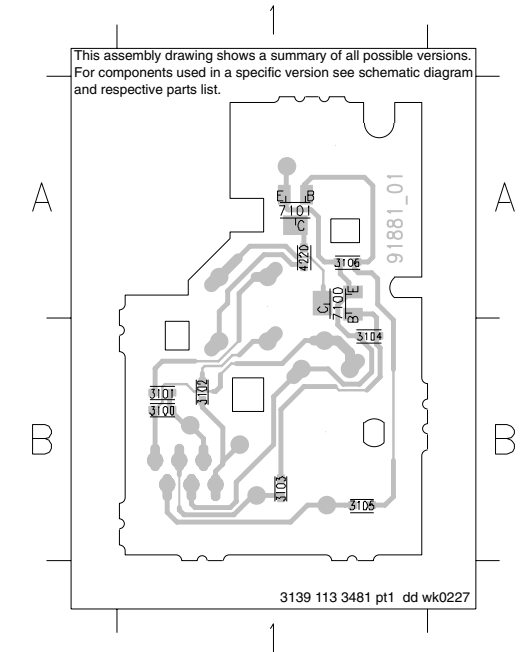 1
This assembly drawing shows a summary of all possible versions.
For components used in a specific version see schematic diagram
and respective parts list.
A
A
E
B
7101
C
91881_01
4220
3106
E
7100
C
B
3104
3101
3102
3100
B
B
3103
3105
3139 113 3481 pt1 dd wk0227
1